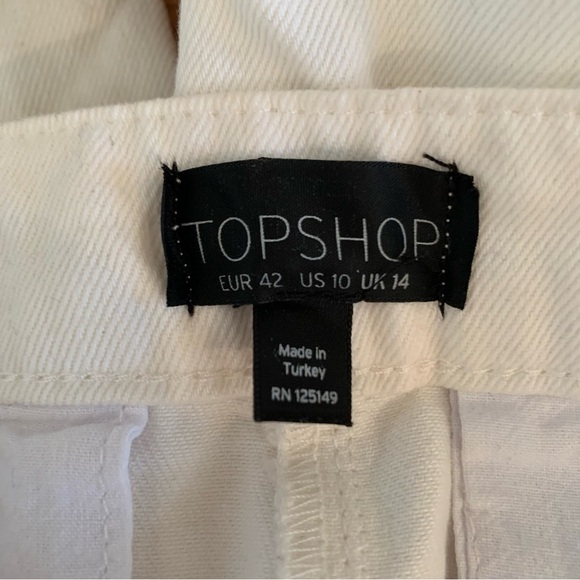 TOPSHOP
EUR 42 US 10 UK 14
Made in
Turkey
RN 125149